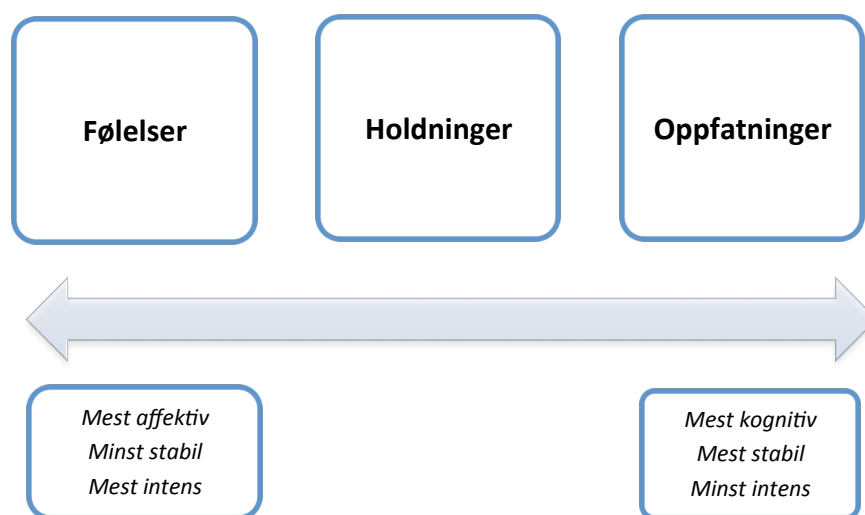 Følelser
Holdninger
Oppfatninger
Mest affektiv
Minst stabil
Mest intens
Mest kognitiv
Mest stabil
Minst intens